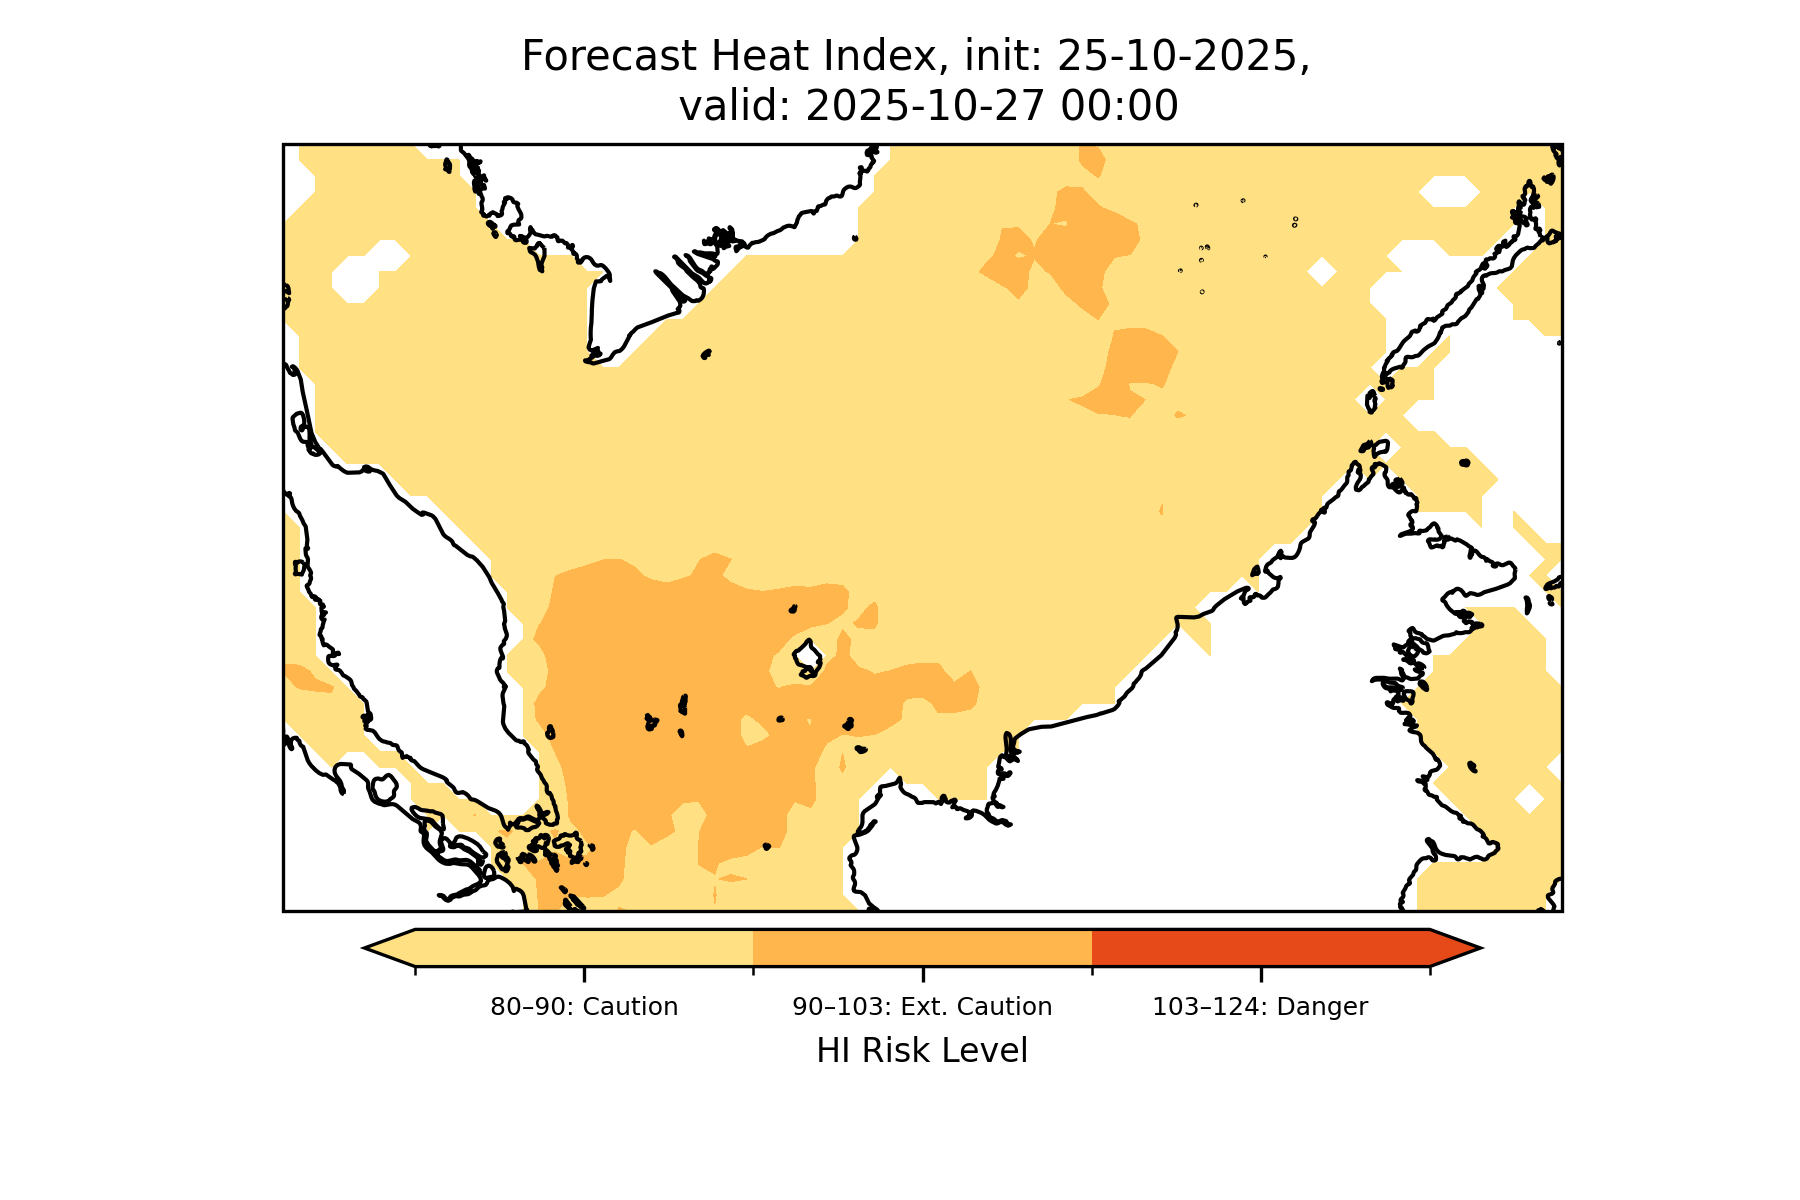 Forecast Heat Index, init: 25-10-2025,
valid: 2025-10-27 00:00
80–90: Caution
90–103: Ext. Caution
103–124: Danger
HI Risk Level